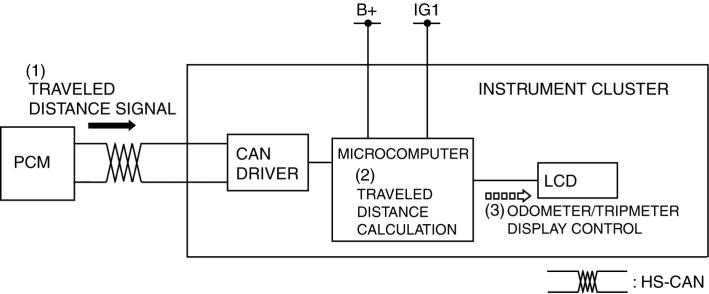 B+
IG1
(1)
TRAVELED
DISTANCE SIGNAL
INSTRUMENT CLUSTER
PCM
CAN
DRIVER
MICROCOMPUTER
(2)
TRAVELED
DISTANCE
CALCULATION
LCD
(3) ODOMETER/TRIPMETER
DISPLAY CONTROL
: HS-CAN